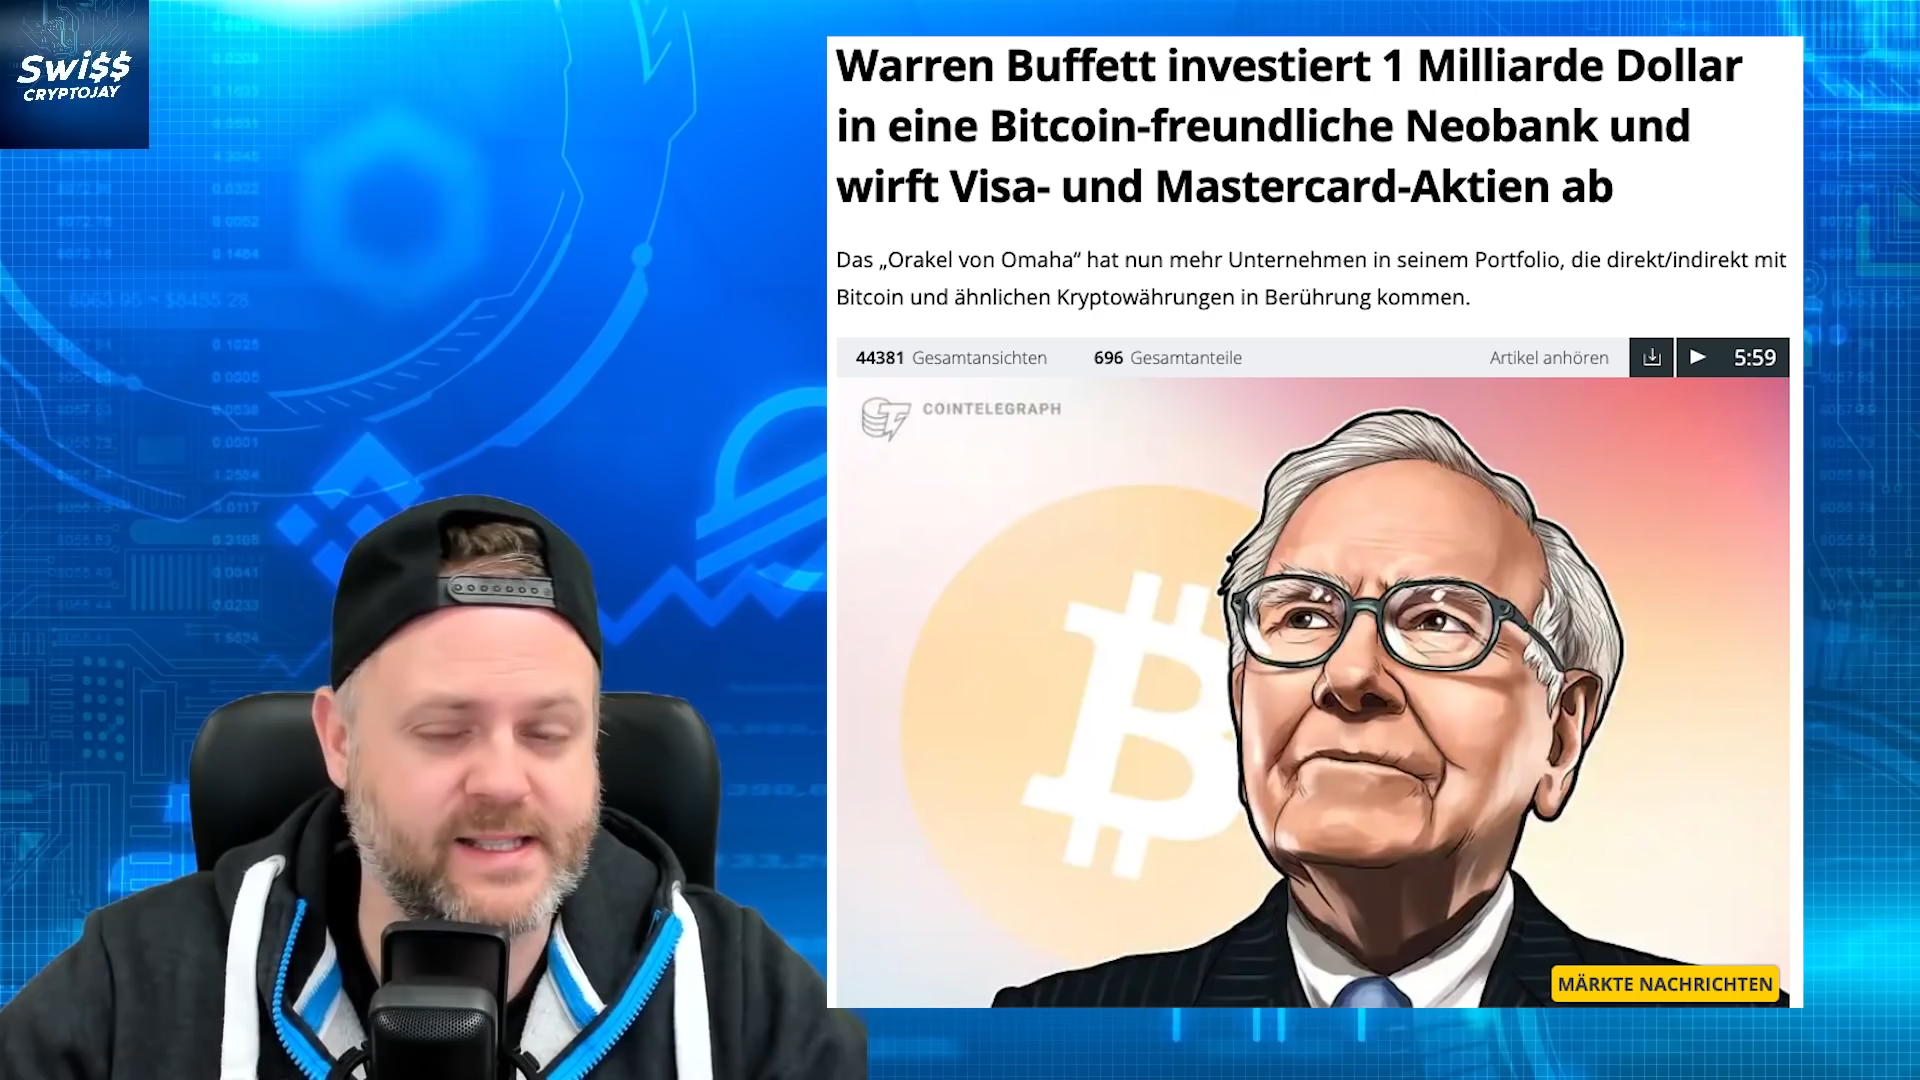 Swi$$
CRYPTOJAY
Warren Buffett investiert 1 Milliarde Dollar
in eine Bitcoin-freundliche Neobank und
wirft Visa- und Mastercard-Aktien ab
Das „Orakel von Omaha“ hat nun mehr Unternehmen in seinem Portfolio, die direkt/indirekt mit
Bitcoin und ähnlichen Kryptowährungen in Berührung kommen.
44381 Gesamtansichten 696 Gesamtanteile Artikel anhören 5:59
COINTELEGRAPH
MÄRKTE NACHRICHTEN